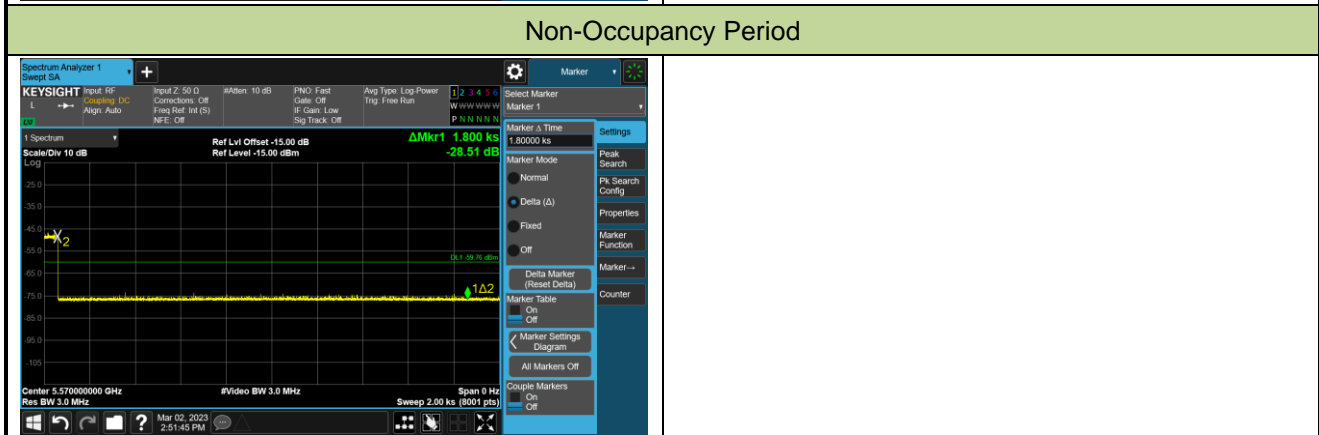 Non-Occupancy Period
Spectrum Analyzer 1
Swept SA
+
Marker
KEYSIGHT
L
Input: RF
Coupling: DC
Align: Auto
Input Z: 50 Ω
Corrections: Off
Freq Ref: Int (S)
NFE: Off
#Atten: 10 dB
PNO: Fast
Gate: Off
IF Gain: Low
Sig Track: Off
Avg Type: Log-Power
Trig: Free Run
1 2 3 4 5 6
W W W W W W
P N N N N N
Select Marker
Marker 1
1 Spectrum
Scale/Div 10 dB
Log
Ref Lvl Offset -15.00 dB
Ref Level -15.00 dBm
ΔMkr1 1.800 ks
-28.51 dB
-25.0
-35.0
-45.0
-55.0
-65.0
-75.0
-85.0
-95.0
-105
2
DL1 -59.76 dBm
1Δ2
Center 5.570000000 GHz
Res BW 3.0 MHz
#Video BW 3.0 MHz
Span 0 Hz
Sweep 2.00 ks (8001 pts)
Marker Δ Time
1.80000 ks
Marker Mode
Normal
Delta (Δ)
Fixed
Off
Delta Marker
(Reset Delta)
Marker Table
On
Off
Marker Settings
Diagram
All Markers Off
Couple Markers
On
Off
Settings
Peak
Search
Pk Search
Config
Properties
Marker
Function
Marker→
Counter
?
Mar 02, 2023
2:51:45 PM